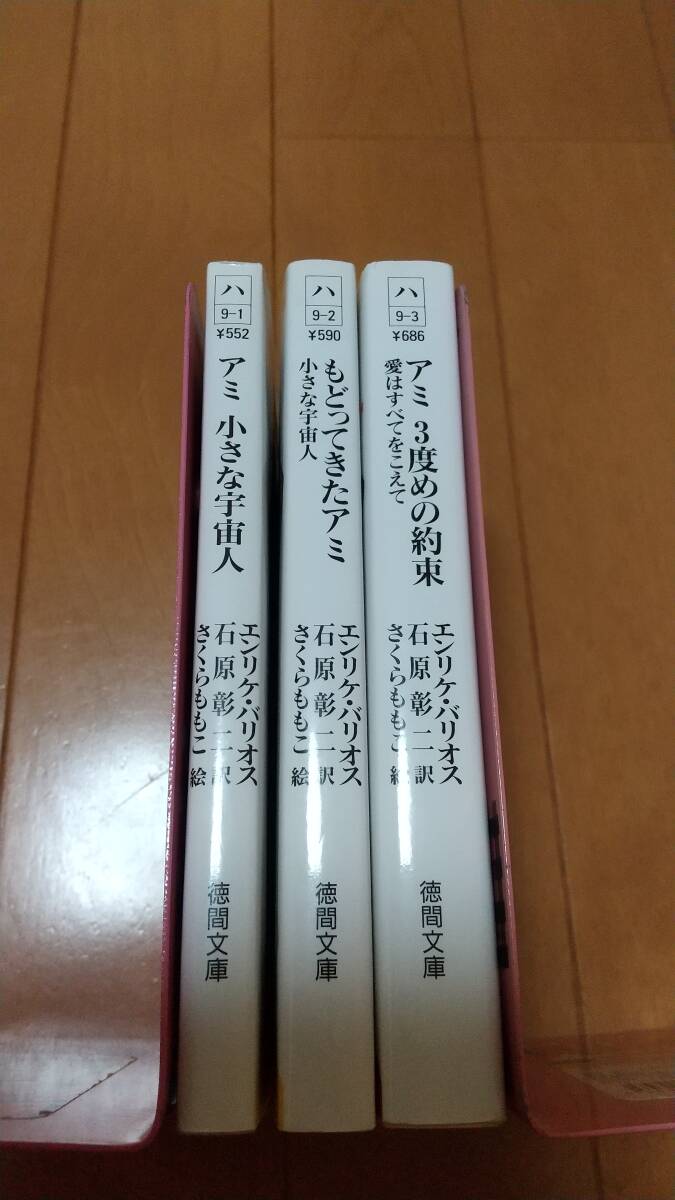 ハ
9-1
¥552
アミ 小さな宇宙人
エンリケ・バリオス
石原彰二 訳
さくらももこ 絵
徳間文庫
ハ
9-2
¥590
もどってきたアミ
小さな宇宙人
エンリケ・バリオス
石原彰二 訳
さくらももこ 絵
徳間文庫
ハ
9-3
¥686
アミ 3度めの約束
愛はすべてをこえて
エンリケ・バリオス
石原彰二 訳
さくらももこ 絵
徳間文庫